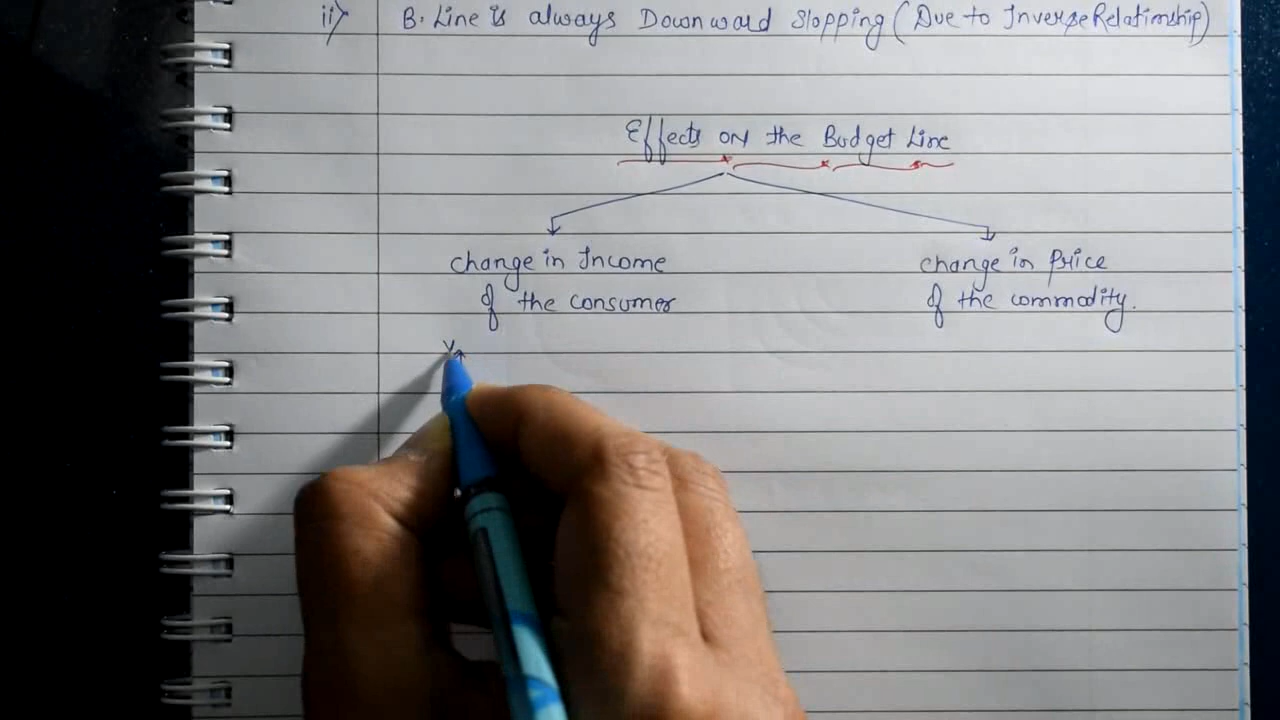 ii) B. Line is always Downward Slopping (Due to Inverse Relationship)
Effects on the Budget Line
change in Income
of the consumer
change in Price
of the commodity.
Y